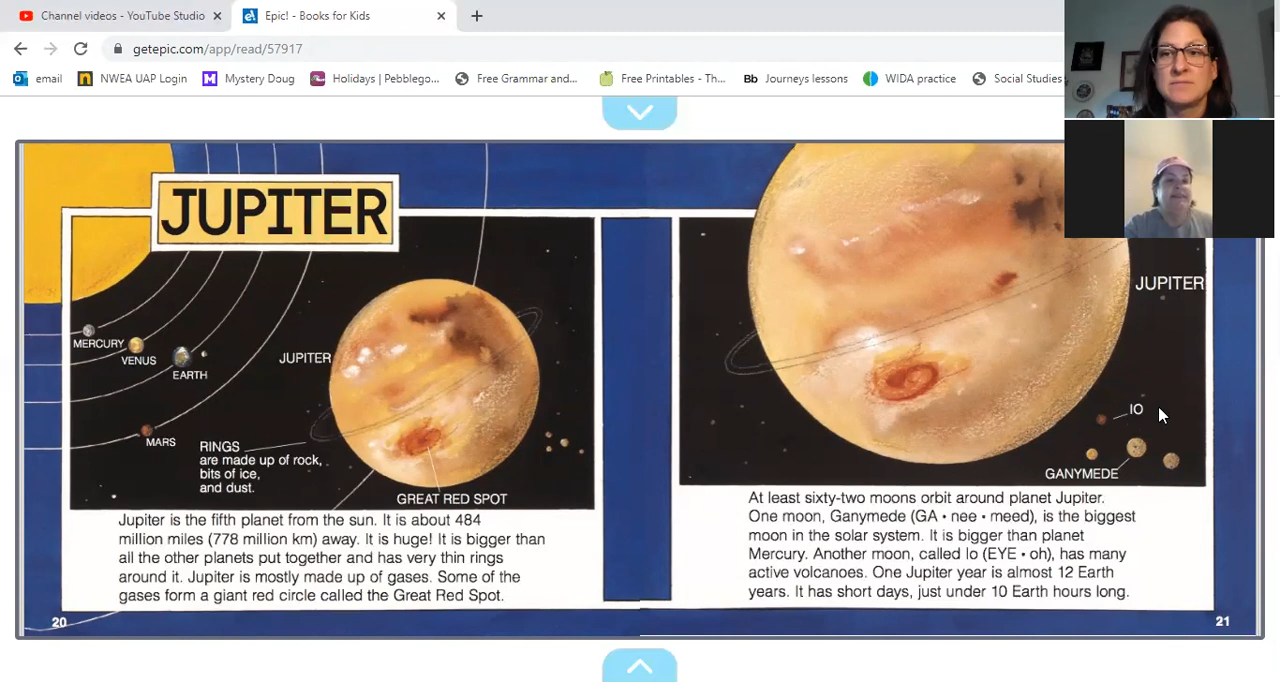 Channel videos - YouTube Studio
Epic! - Books for Kids
getepic.com/app/read/57917
email
NWEA UAP Login
Mystery Doug
Holidays | Pebblego...
Free Grammar and...
Free Printables - Th...
Bb Journeys lessons
WIDA practice
Social Studies
JUPITER
MERCURY
VENUS
EARTH
MARS
JUPITER
RINGS
are made up of rock,
bits of ice,
and dust.
GREAT RED SPOT
Jupiter is the fifth planet from the sun. It is about 484
million miles (778 million km) away. It is huge! It is bigger than
all the other planets put together and has very thin rings
around it. Jupiter is mostly made up of gases. Some of the
gases form a giant red circle called the Great Red Spot.
20
JUPITER
IO
GANYMEDE
At least sixty-two moons orbit around planet Jupiter.
One moon, Ganymede (GA • nee • meed), is the biggest
moon in the solar system. It is bigger than planet
Mercury. Another moon, called Io (EYE • oh), has many
active volcanoes. One Jupiter year is almost 12 Earth
years. It has short days, just under 10 Earth hours long.
21